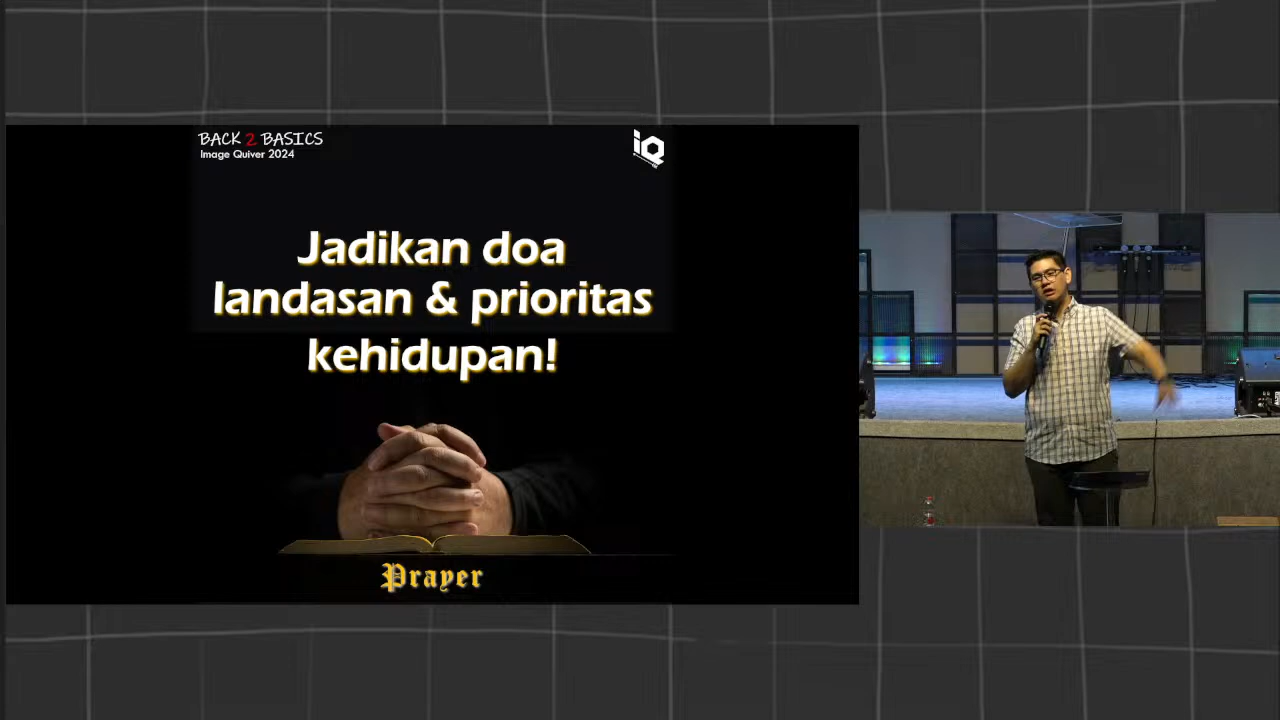 BACK 2 BASICS
Image Quiver 2024
iQ
Jadikan doa
landasan & prioritas
kehidupan!
Prayer